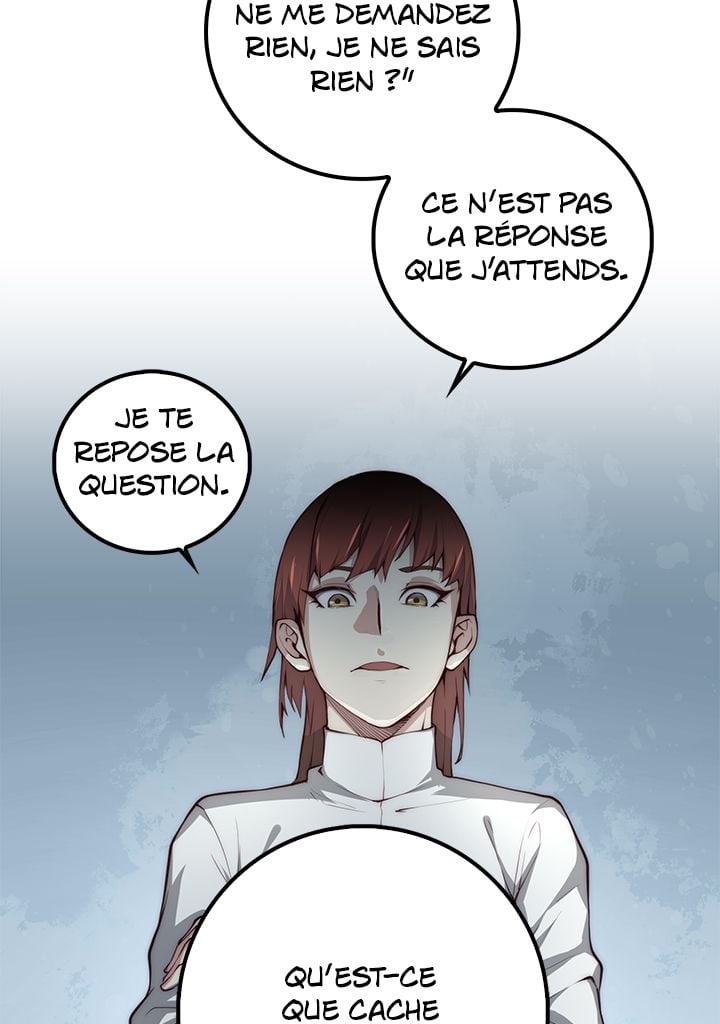 NE ME DEMANDEZ
RIEN, JE NE SAIS
RIEN ?"
CE N'EST PAS
LA RÉPONSE
QUE J'ATTENDS.
JE TE
REPOSE LA
QUESTION.
QU'EST-CE
QUE CACHE